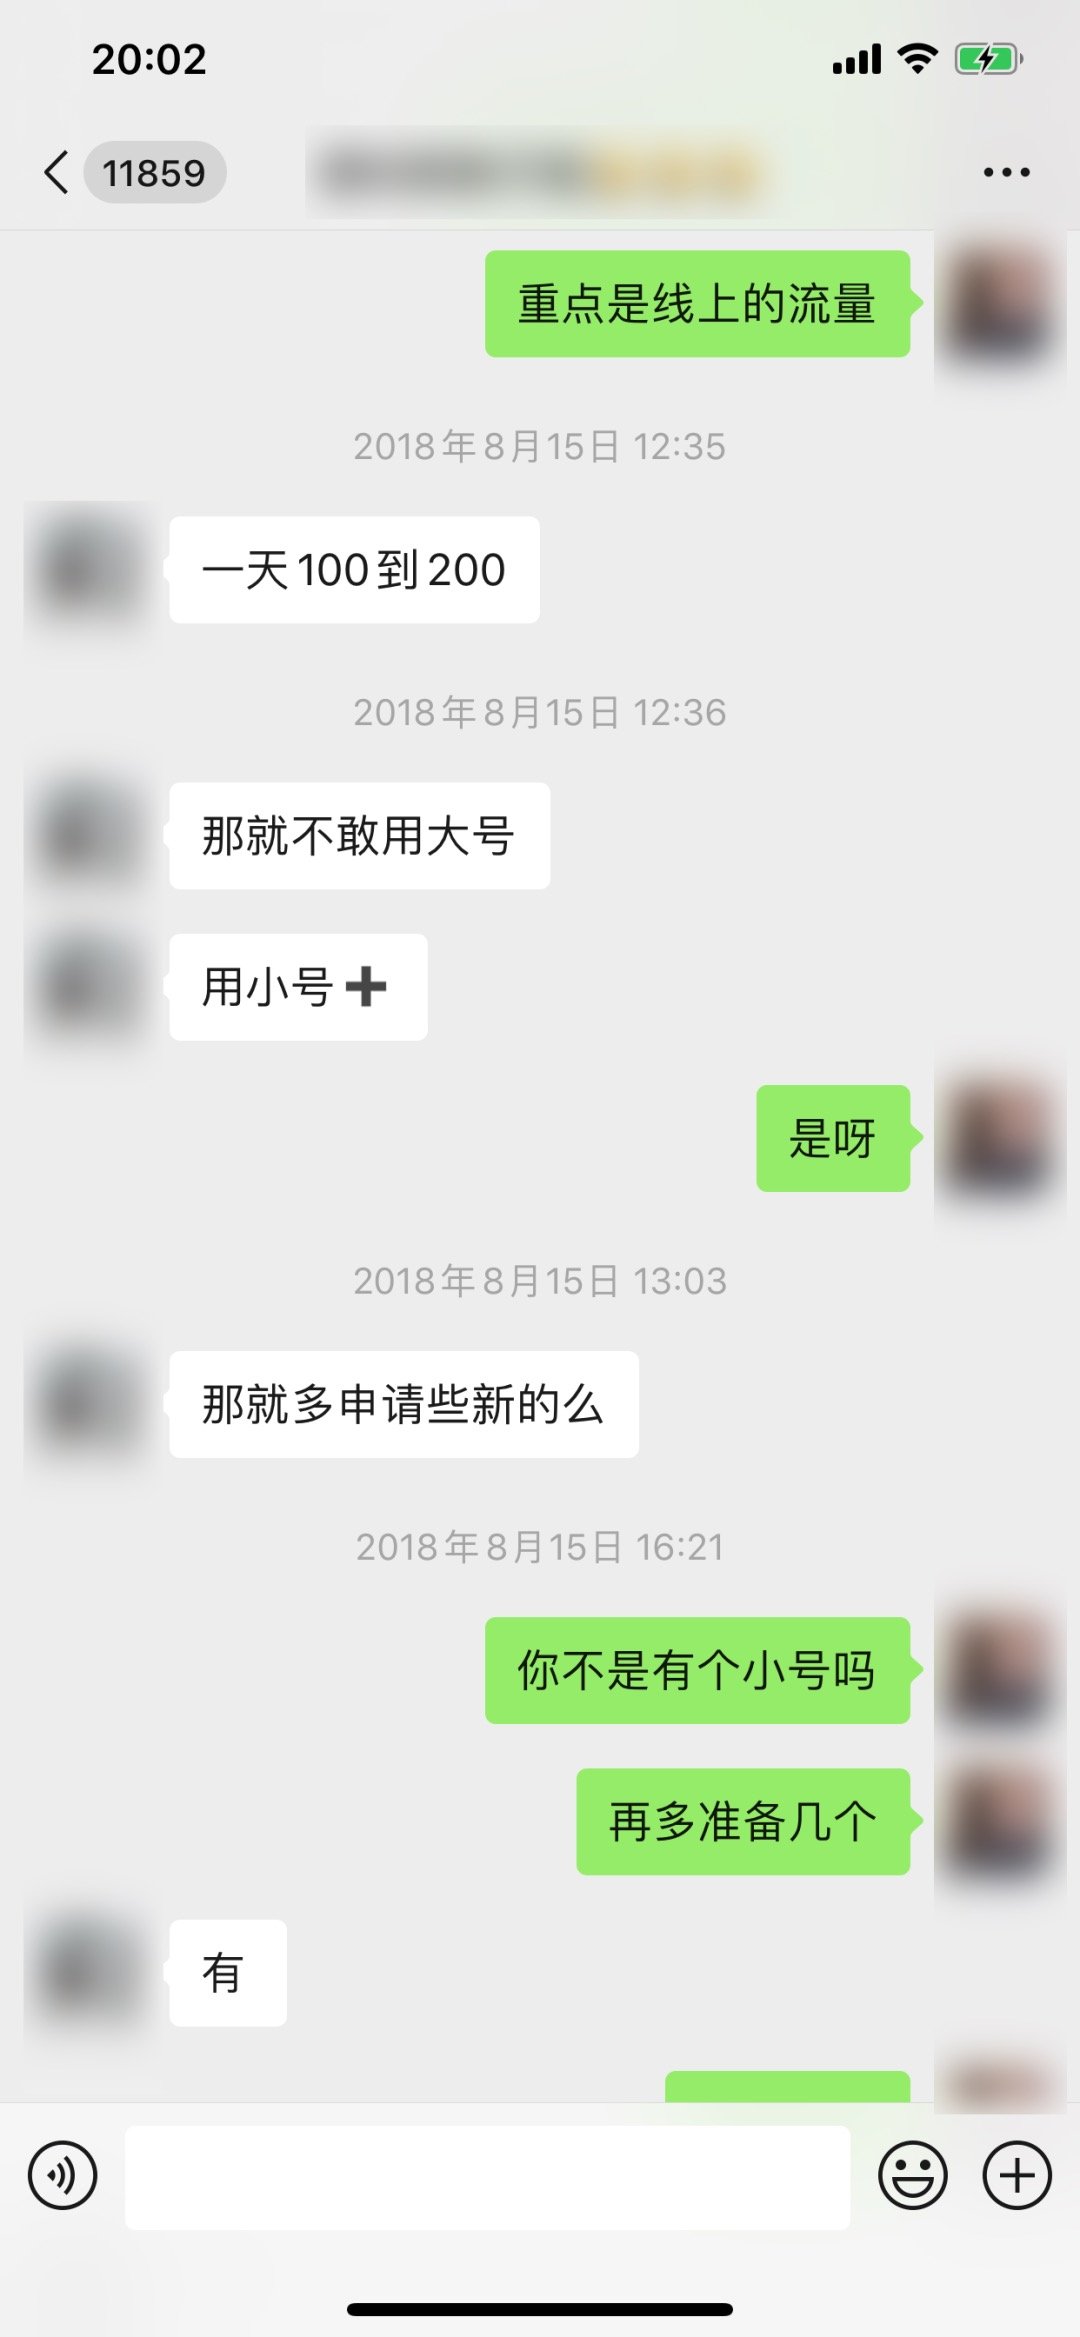 20:02
11859
重点是线上的流量
2018年8月15日 12:35
一天100到200
2018年8月15日 12:36
那就不敢用大号
用小号➕
是呀
2018年8月15日 13:03
那就多申请些新的么
2018年8月15日 16:21
你不是有个小号吗
再多准备几个
有